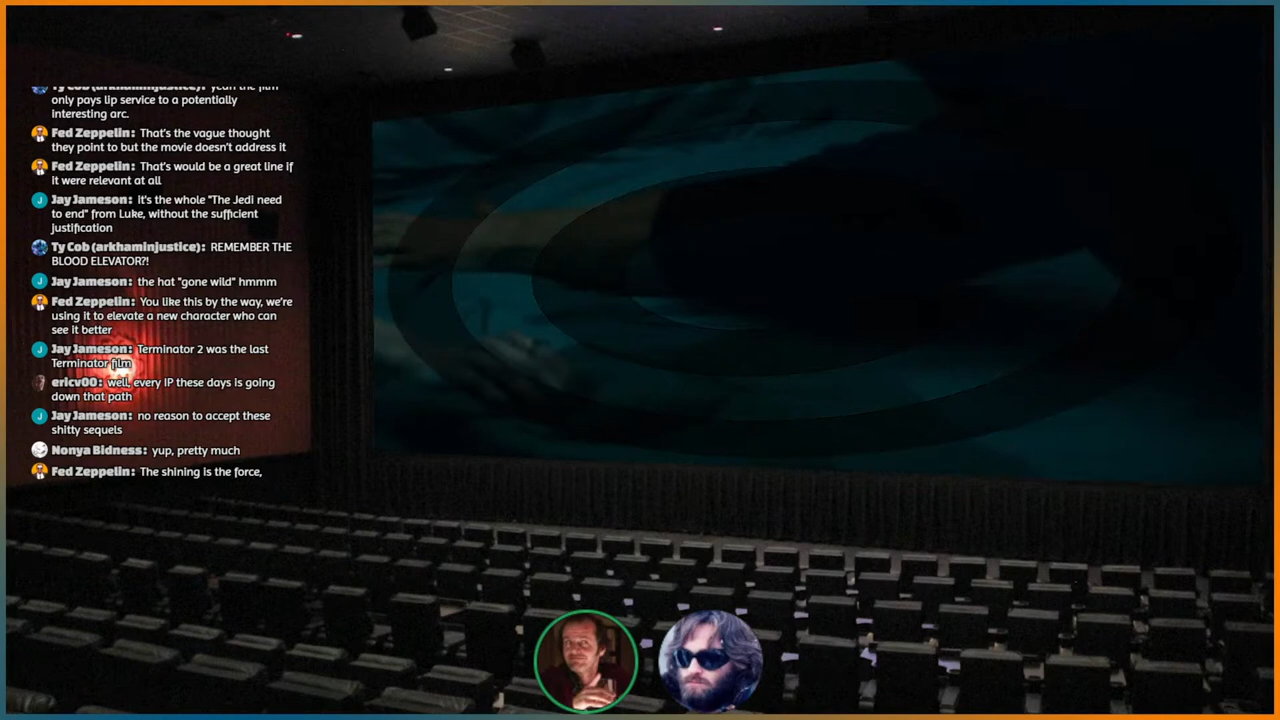 Ty Cob (arkhaminjustice): yeah the film
only pays lip service to a potentially
interesting arc.
Fed Zeppelin: That's the vague thought
they point to but the movie doesn't address it
Fed Zeppelin: That's would be a great line if
it were relevant at all
J Jay Jameson: it's the whole "The Jedi need
to end" from Luke, without the sufficient
justification
Ty Cob (arkhaminjustice): REMEMBER THE
BLOOD ELEVATOR?!
J Jay Jameson: the hat "gone wild" hmmm
Fed Zeppelin: You like this by the way, we're
using it to elevate a new character who can
see it better
J Jay Jameson: Terminator 2 was the last
Terminator film
ericv00: well, every IP these days is going
down that path
J Jay Jameson: no reason to accept these
shitty sequels
Nonya Bidness: yup, pretty much
Fed Zeppelin: The shining is the force,